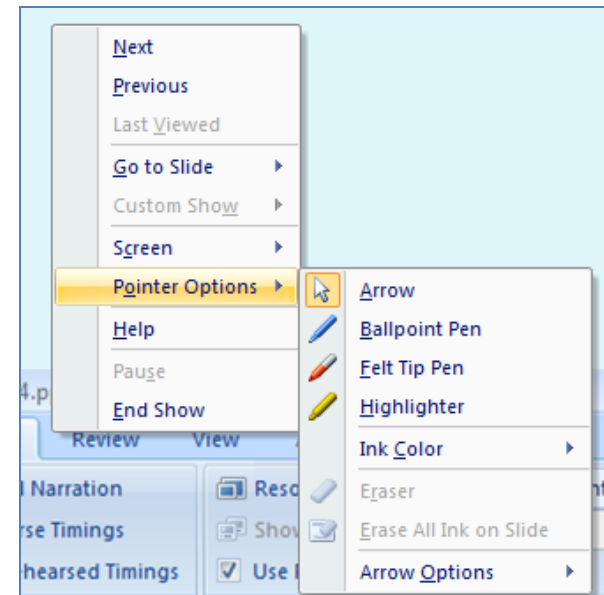 Next
Previous
Last Viewed
Go to Slide
Custom Show
Screen
Pointer Options
Help
Pause
End Show
Arrow
Ballpoint Pen
Felt Tip Pen
Highlighter
Ink Color
Eraser
Erase All Ink on Slide
Arrow Options
4.p
Review View
Narration
Timings
Timings
Use